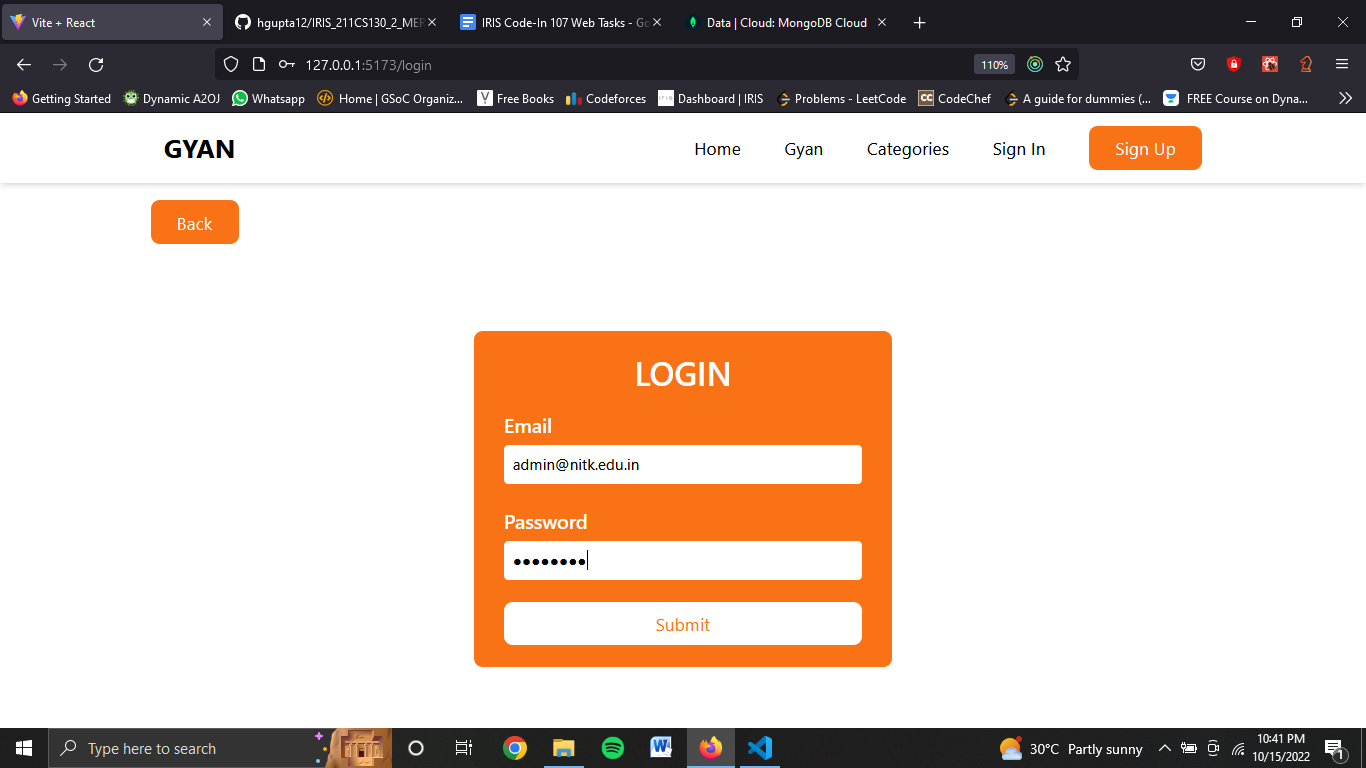 Vite + React
hgupta12/IRIS_211CS130_2_MER
IRIS Code-In 107 Web Tasks - Go
Data | Cloud: MongoDB Cloud
127.0.0.1:5173/login
110%
Getting Started
Dynamic A2OJ
Whatsapp
Home | GSoC Organiz...
Free Books
Codeforces
Dashboard | IRIS
Problems - LeetCode
CC CodeChef
A guide for dummies (...
FREE Course on Dyna...
GYAN
Home
Gyan
Categories
Sign In
Sign Up
Back
LOGIN
Email
admin@nitk.edu.in
Password
Submit
Type here to search
30°C Partly sunny
10:41 PM
10/15/2022
1